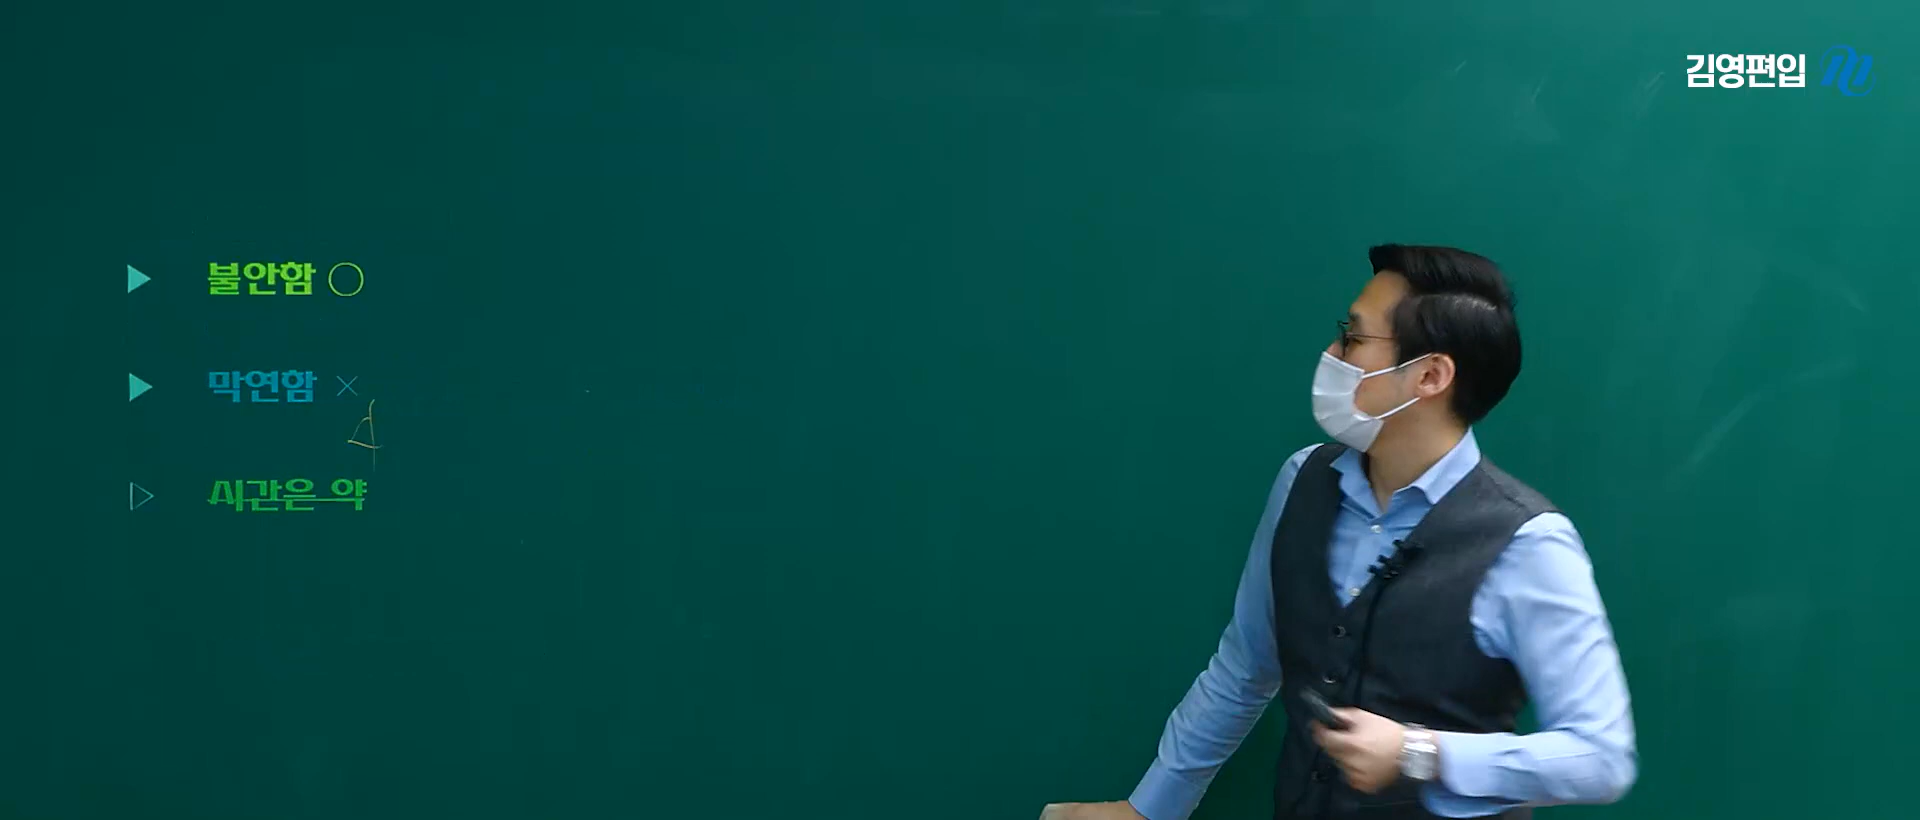 김영편입
불안함 ○
막연함 ×
시간은 약